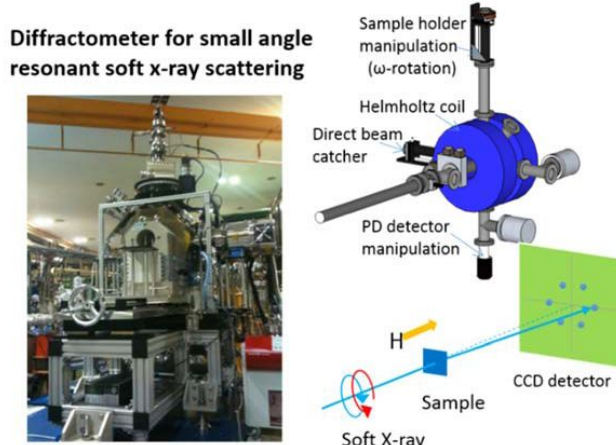 Diffractometer for small angle
resonant soft x-ray scattering
Sample holder
manipulation
(ω-rotation)
Helmholtz coil
Direct beam
catcher
PD detector
manipulation
H
Sample
CCD detector
Soft X-ray